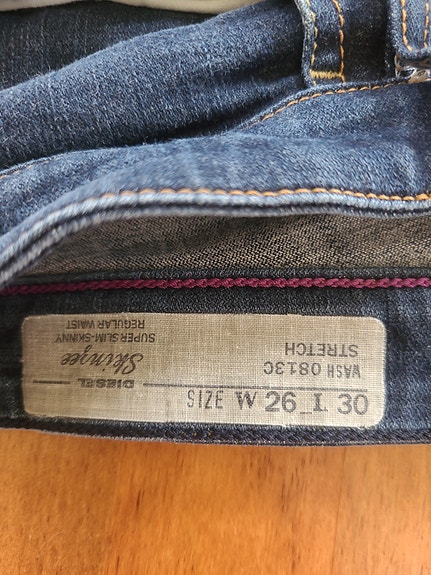 DIESEL
Skinzee
SUPER SLIM-SKINNY
REGULAR WAIST
WASH 0813C
STRETCH
SIZE W 26 L 30